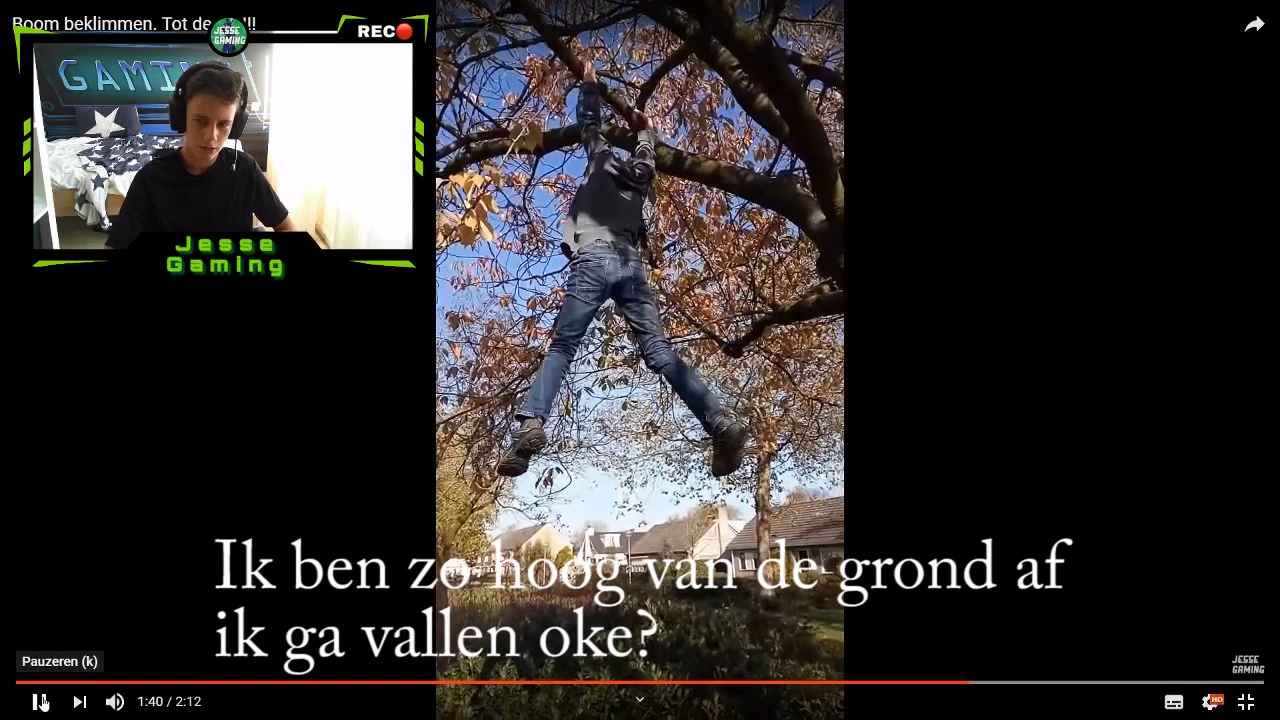 Boom beklimmen. Tot de
!!
JESSE
GAMING
REC
GAMI
Jesse
Gaming
Ik ben zo hoog van de grond af
ik ga vallen oke?
Pauzeren (k)
JESSE
GAMING
1:40 / 2:12
HD